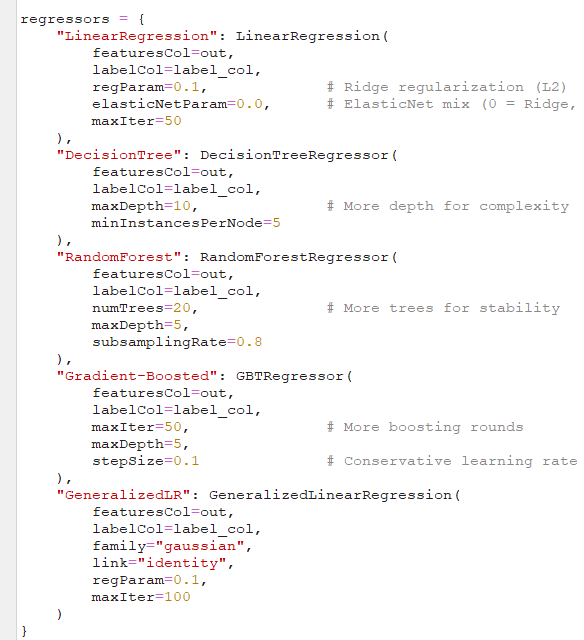 regressors = {
    "LinearRegression": LinearRegression(
        featuresCol=out,
        labelCol=label_col,
        regParam=0.1,             # Ridge regularization (L2)
        elasticNetParam=0.0,      # ElasticNet mix (0 = Ridge,
        maxIter=50
    ),
    "DecisionTree": DecisionTreeRegressor(
        featuresCol=out,
        labelCol=label_col,
        maxDepth=10,              # More depth for complexity
        minInstancesPerNode=5
    ),
    "RandomForest": RandomForestRegressor(
        featuresCol=out,
        labelCol=label_col,
        numTrees=20,              # More trees for stability
        maxDepth=5,
        subsamplingRate=0.8
    ),
    "Gradient-Boosted": GBTRegressor(
        featuresCol=out,
        labelCol=label_col,
        maxIter=50,               # More boosting rounds
        maxDepth=5,
        stepSize=0.1              # Conservative learning rate
    ),
    "GeneralizedLR": GeneralizedLinearRegression(
        featuresCol=out,
        labelCol=label_col,
        family="gaussian",
        link="identity",
        regParam=0.1,
        maxIter=100
    )
}